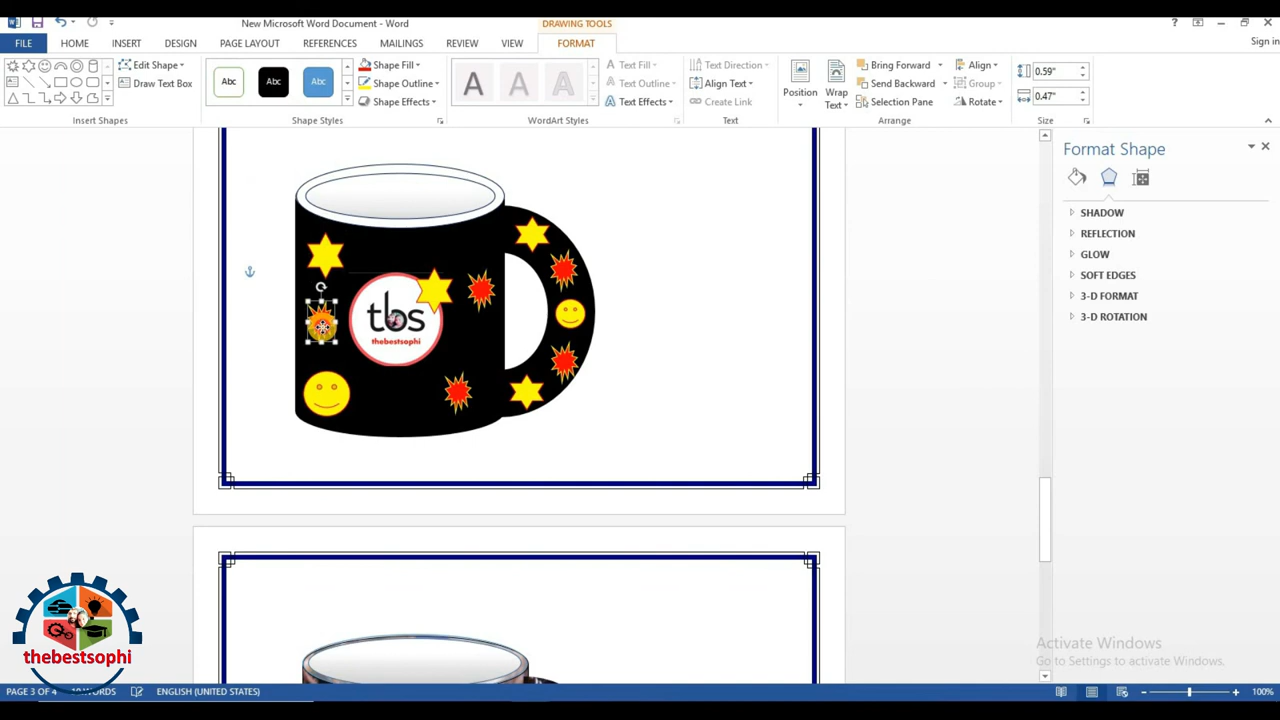 New Microsoft Word Document - Word
DRAWING TOOLS
FILE HOME INSERT DESIGN PAGE LAYOUT REFERENCES MAILINGS REVIEW VIEW FORMAT Sign in
Edit Shape
Draw Text Box
Insert Shapes
Abc Abc Abc
Shape Fill
Shape Outline
Shape Effects
Shape Styles
A A A
WordArt Styles
Text Fill
Text Outline
Text Effects
Text Direction
Align Text
Create Link
Text
Position
Wrap
Text
Bring Forward
Send Backward
Selection Pane
Align
Group
Rotate
Arrange
0.59"
0.47"
Size
Format Shape
SHADOW
REFLECTION
GLOW
SOFT EDGES
3-D FORMAT
3-D ROTATION
tbs
thebestsophi
thebestsophi
Activate Windows
Go to Settings to activate Windows.
PAGE 3 OF 4
WORDS
ENGLISH (UNITED STATES)
100%